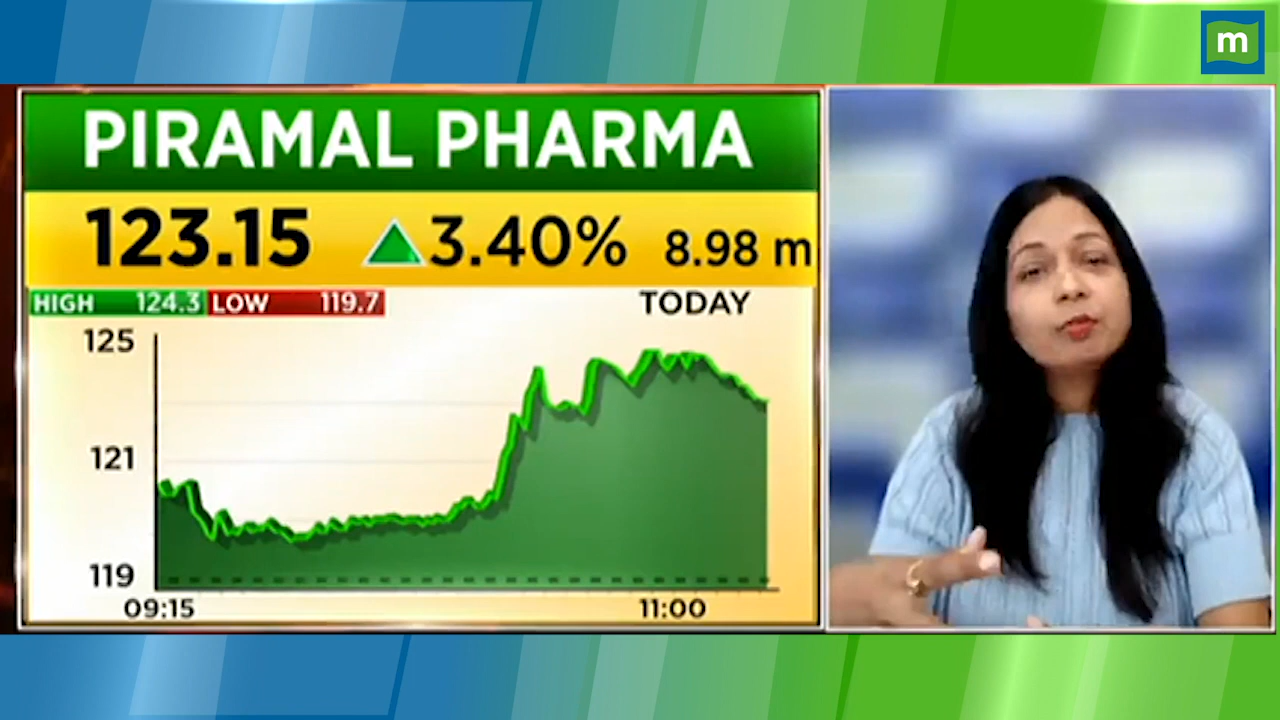 m
PIRAMAL PHARMA
123.15 ▲3.40% 8.98 m
HIGH 124.3 LOW 119.7 TODAY
125
121
119
09:15 11:00